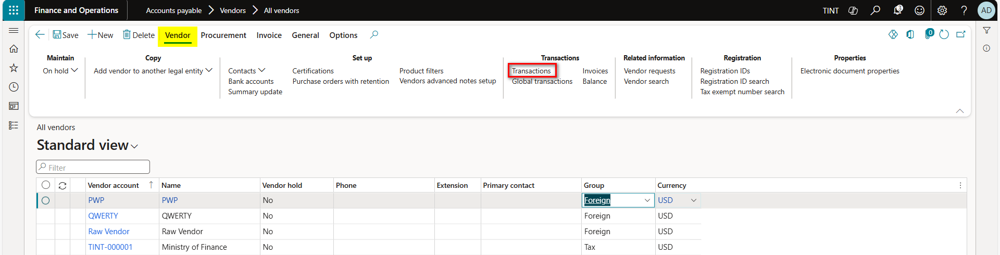 Finance and Operations Accounts payable Vendors All vendors TINT 3 ? AD
Save New Delete Vendor Procurement Invoice General Options 0
Maintain Copy Set up Transactions Related information Registration Properties
On hold Add vendor to another legal entity Contacts Certifications Product filters Transactions Invoices Vendor requests Registration IDs Electronic document properties
Bank accounts Purchase orders with retention Vendors advanced notes setup Global transactions Balance Vendor search Registration ID search
Summary update Tax exempt number search
All vendors
Standard view
Filter
Vendor account Name Vendor hold Phone Extension Primary contact Group Currency
PWP PWP No Foreign USD
QWERTY QWERTY No Foreign USD
Raw Vendor Raw Vendor No Foreign USD
TINT-000001 Ministry of Finance No Tax USD